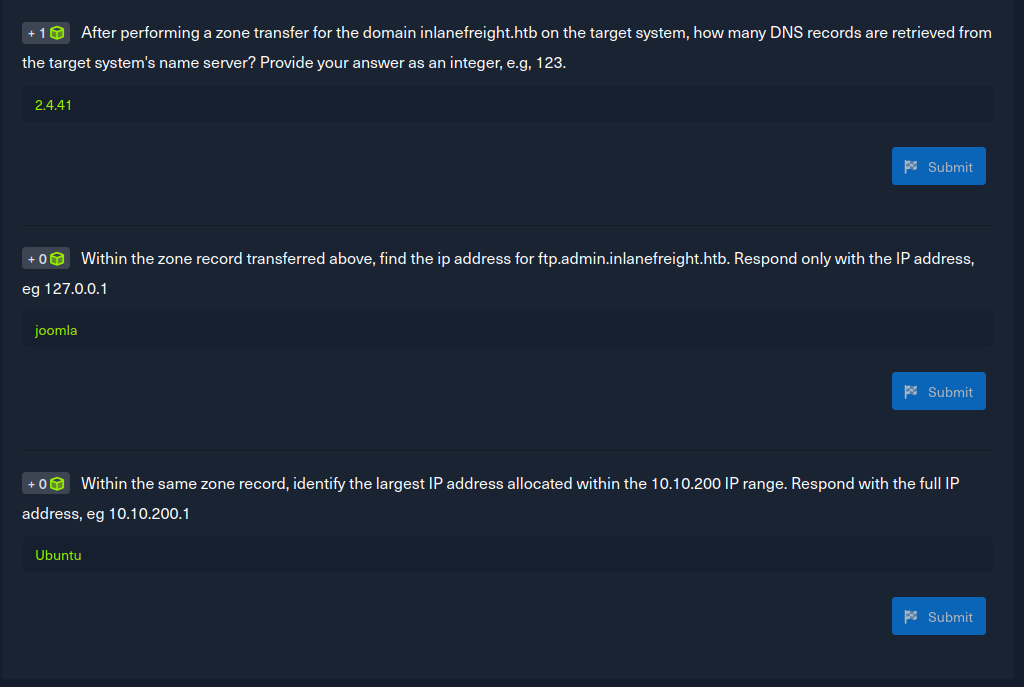 + 1 After performing a zone transfer for the domain inlanefreight.htb on the target system, how many DNS records are retrieved from
the target system's name server? Provide your answer as an integer, e.g, 123.
2.4.41
Submit
+ 0 Within the zone record transferred above, find the ip address for ftp.admin.inlanefreight.htb. Respond only with the IP address,
eg 127.0.0.1
joomla
Submit
+ 0 Within the same zone record, identify the largest IP address allocated within the 10.10.200 IP range. Respond with the full IP
address, eg 10.10.200.1
Ubuntu
Submit